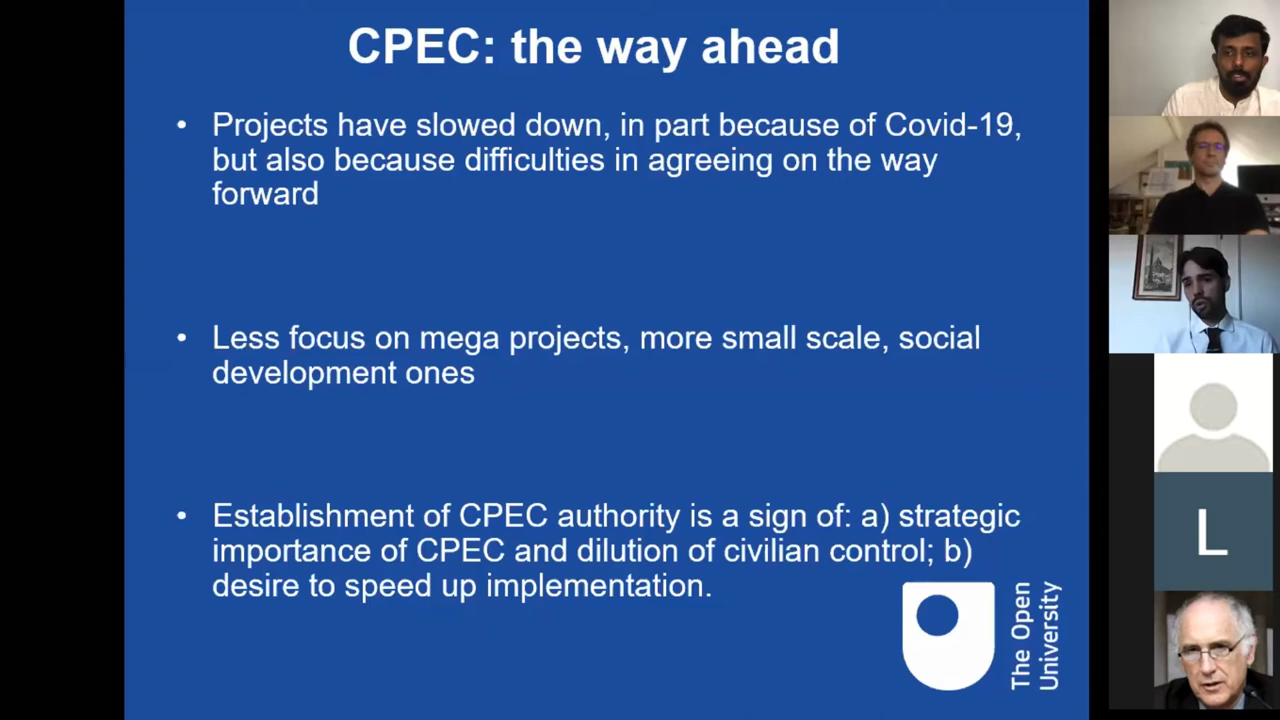 CPEC: the way ahead
• Projects have slowed down, in part because of Covid-19,
but also because difficulties in agreeing on the way
forward
• Less focus on mega projects, more small scale, social
development ones
• Establishment of CPEC authority is a sign of: a) strategic
importance of CPEC and dilution of civilian control; b)
desire to speed up implementation.
The Open
University
L